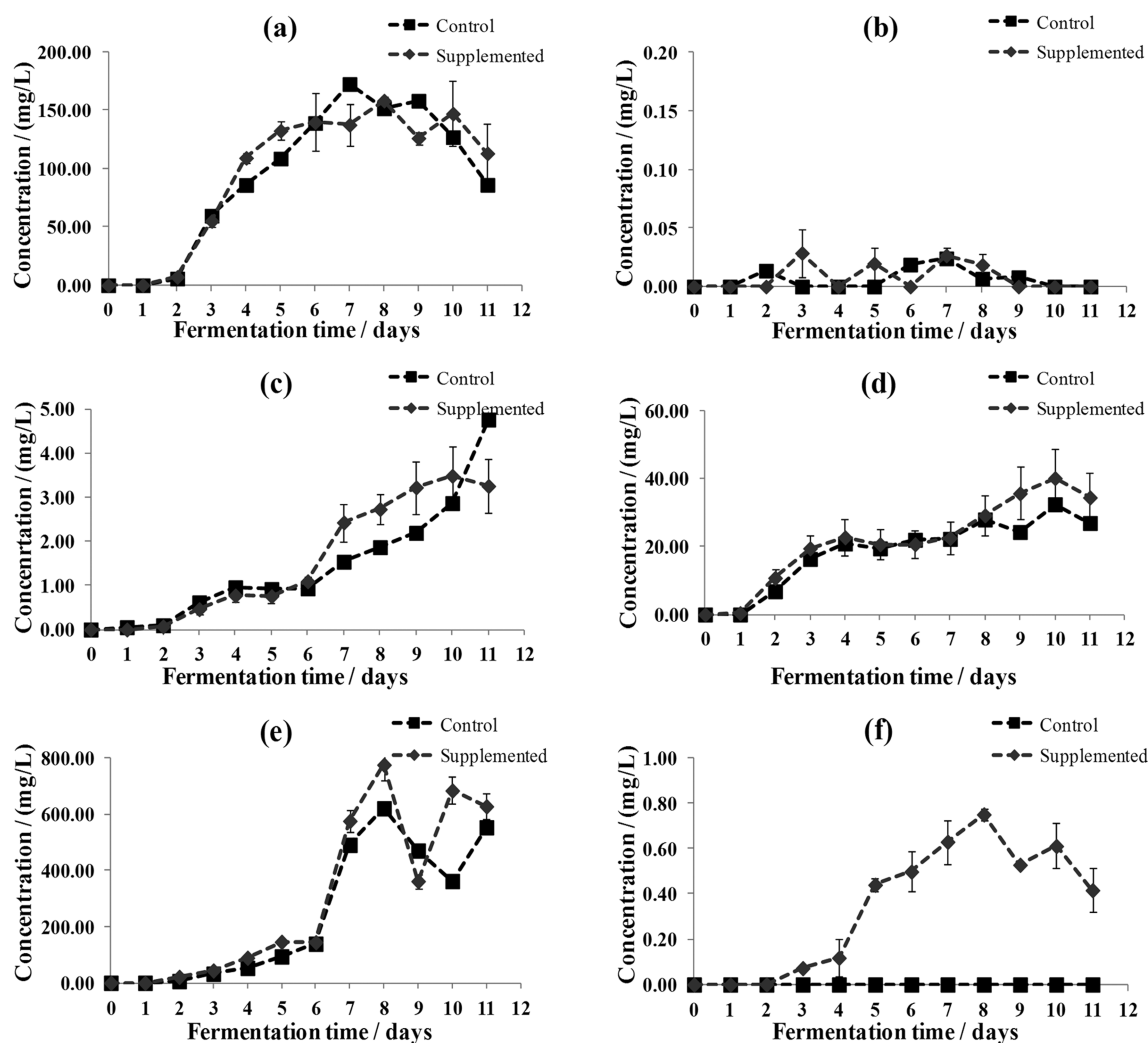 (a)
Control
Supplemented
Concentration / (mg/L)
200.00
150.00
100.00
50.00
0.00
0 1 2 3 4 5 6 7 8 9 10 11 12
Fermentation time / days
(b)
Control
Supplemented
Concentration / (mg/L)
0.20
0.15
0.10
0.05
0.00
0 1 2 3 4 5 6 7 8 9 10 11 12
Fermentation time / days
(c)
Control
Supplemented
Concenrtation / (mg/L)
5.00
4.00
3.00
2.00
1.00
0.00
0 1 2 3 4 5 6 7 8 9 10 11 12
Fermentation time / days
(d)
Control
Supplemented
Concentration / (mg/L)
60.00
40.00
20.00
0.00
0 1 2 3 4 5 6 7 8 9 10 11 12
Fermentation time / days
(e)
Control
Supplemented
Concentration / (mg/L)
800.00
600.00
400.00
200.00
0.00
0 1 2 3 4 5 6 7 8 9 10 11 12
Fermentation time / days
(f)
Control
Supplemented
Concentration / (mg/L)
1.00
0.80
0.60
0.40
0.20
0.00
0 1 2 3 4 5 6 7 8 9 10 11 12
Fermentation time / days